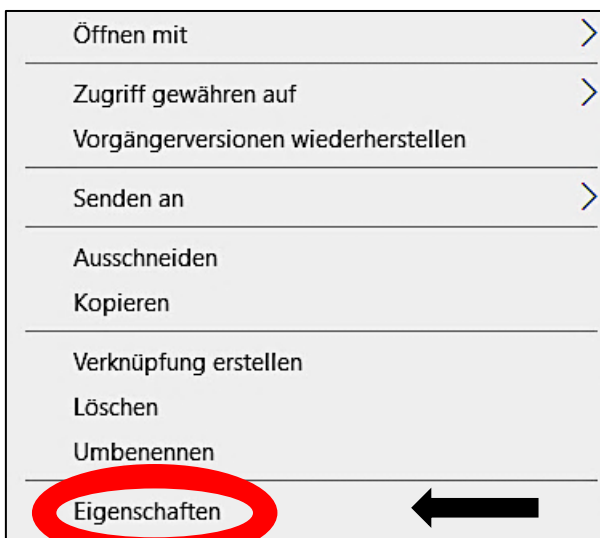 Öffnen mit
Zugriff gewähren auf
Vorgängerversionen wiederherstellen
Senden an
Ausschneiden
Kopieren
Verknüpfung erstellen
Löschen
Umbenennen
Eigenschaften